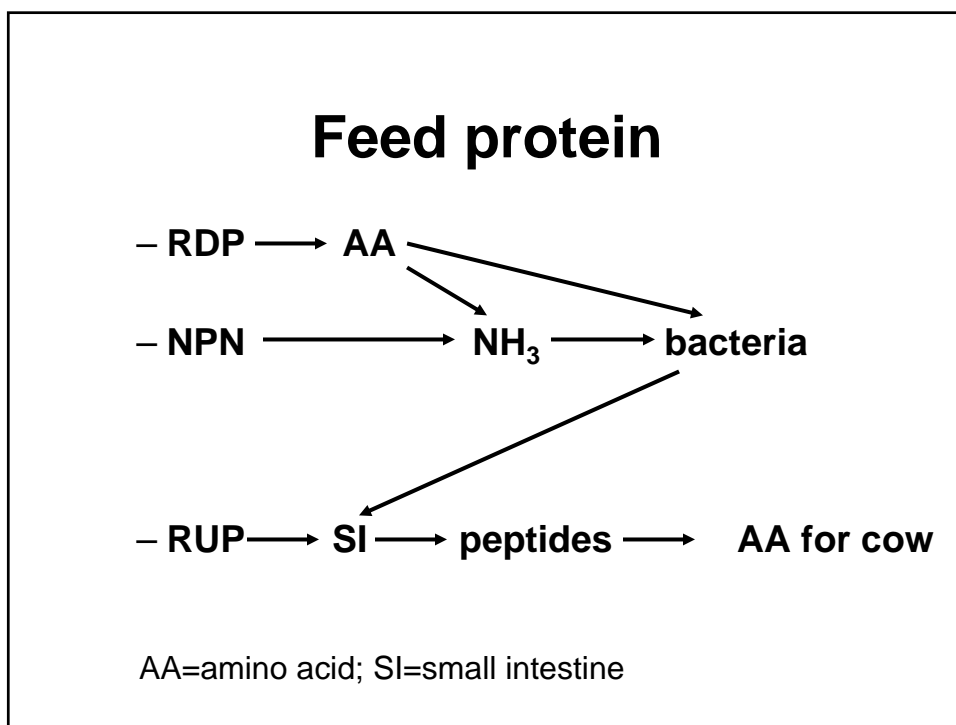 Feed protein
– RDP AA
– NPN NH₃ bacteria
– RUP SI peptides AA for cow
AA=amino acid; SI=small intestine